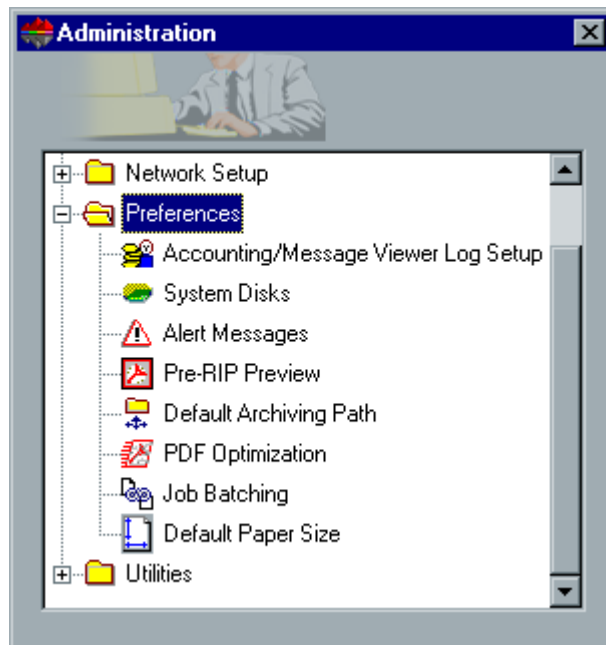 Administration
Network Setup
Preferences
Accounting/Message Viewer Log Setup
System Disks
Alert Messages
Pre-RIP Preview
Default Archiving Path
PDF Optimization
Job Batching
Default Paper Size
Utilities